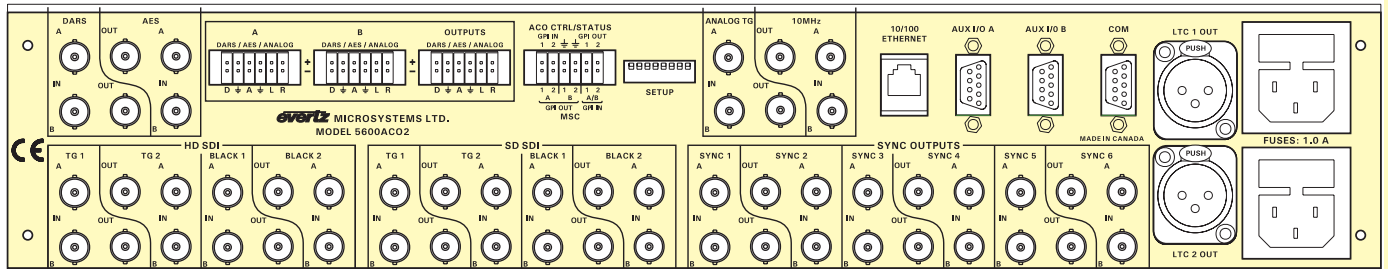 DARS AES
A OUT A
IN IN
OUT
B B
A B OUTPUTS
DARS / AES / ANALOG DARS / AES / ANALOG DARS / AES / ANALOG
+ +
− −
D ⏚ A ⏚ L R D ⏚ A ⏚ L R D ⏚ A ⏚ L R
evertz MICROSYSTEMS LTD.
MODEL 5600ACO2
ACO CTRL/STATUS
GPI IN GPI OUT
1 2 ⏚ ⏚ 1 2
1 2 1 2 1 2
A B A/B
GPI OUT GPI IN
MSC
SETUP
ANALOG TG 10MHz
A OUT A
IN IN
OUT
B B
10/100
ETHERNET
AUX I/O A
AUX I/0 B
COM
MADE IN CANADA
LTC 1 OUT
PUSH
FUSES: 1.0 A
PUSH
LTC 2 OUT
CE
HD SDI
TG 1 TG 2 BLACK 1 BLACK 2
A OUT A A OUT A
IN IN IN IN
OUT OUT
B B B B
SD SDI
TG 1 TG 2 BLACK 1 BLACK 2
A OUT A A OUT A
IN IN IN IN
OUT OUT
B B B B
SYNC OUTPUTS
SYNC 1 SYNC 2 SYNC 3 SYNC 4 SYNC 5 SYNC 6
A OUT A A OUT A A OUT A
IN IN IN IN IN IN
OUT OUT OUT
B B B B B B